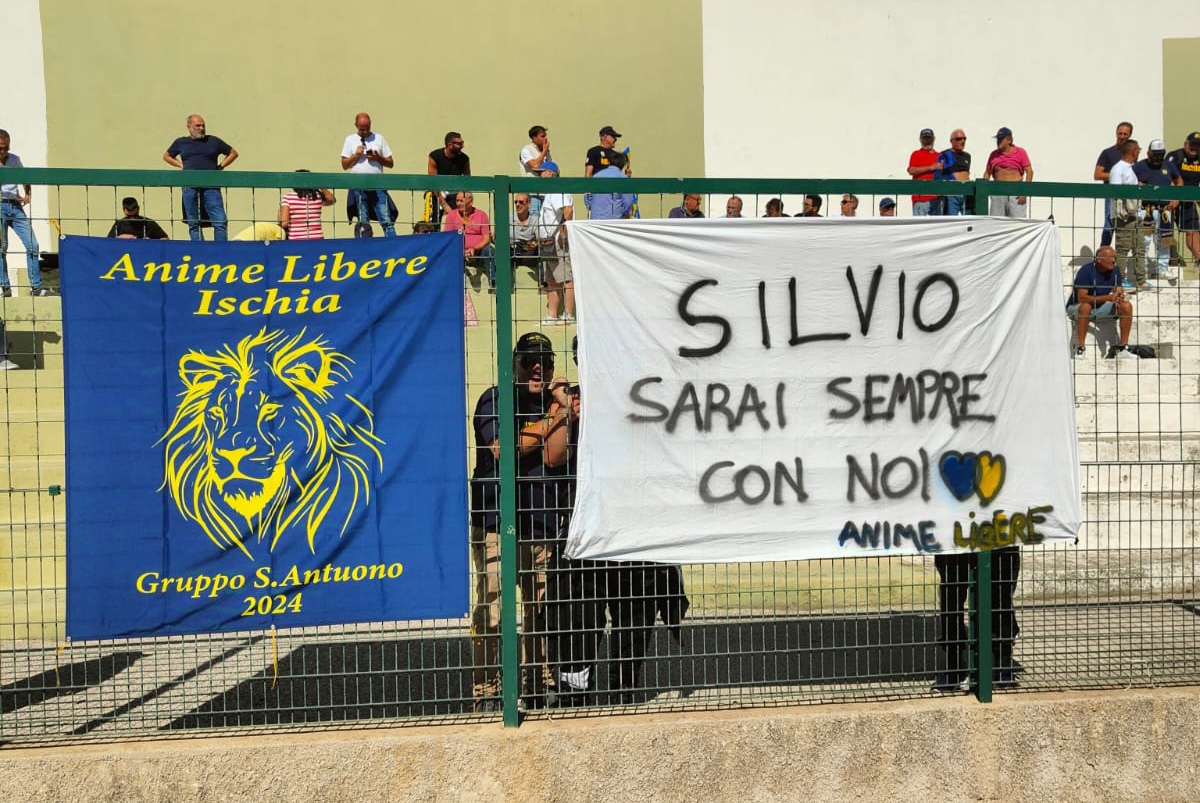 Anime Libere
Ischia
Gruppo S.Antuono
2024
SILVIO
SARAI SEMPRE
CON NOI
ANIME LIBERE